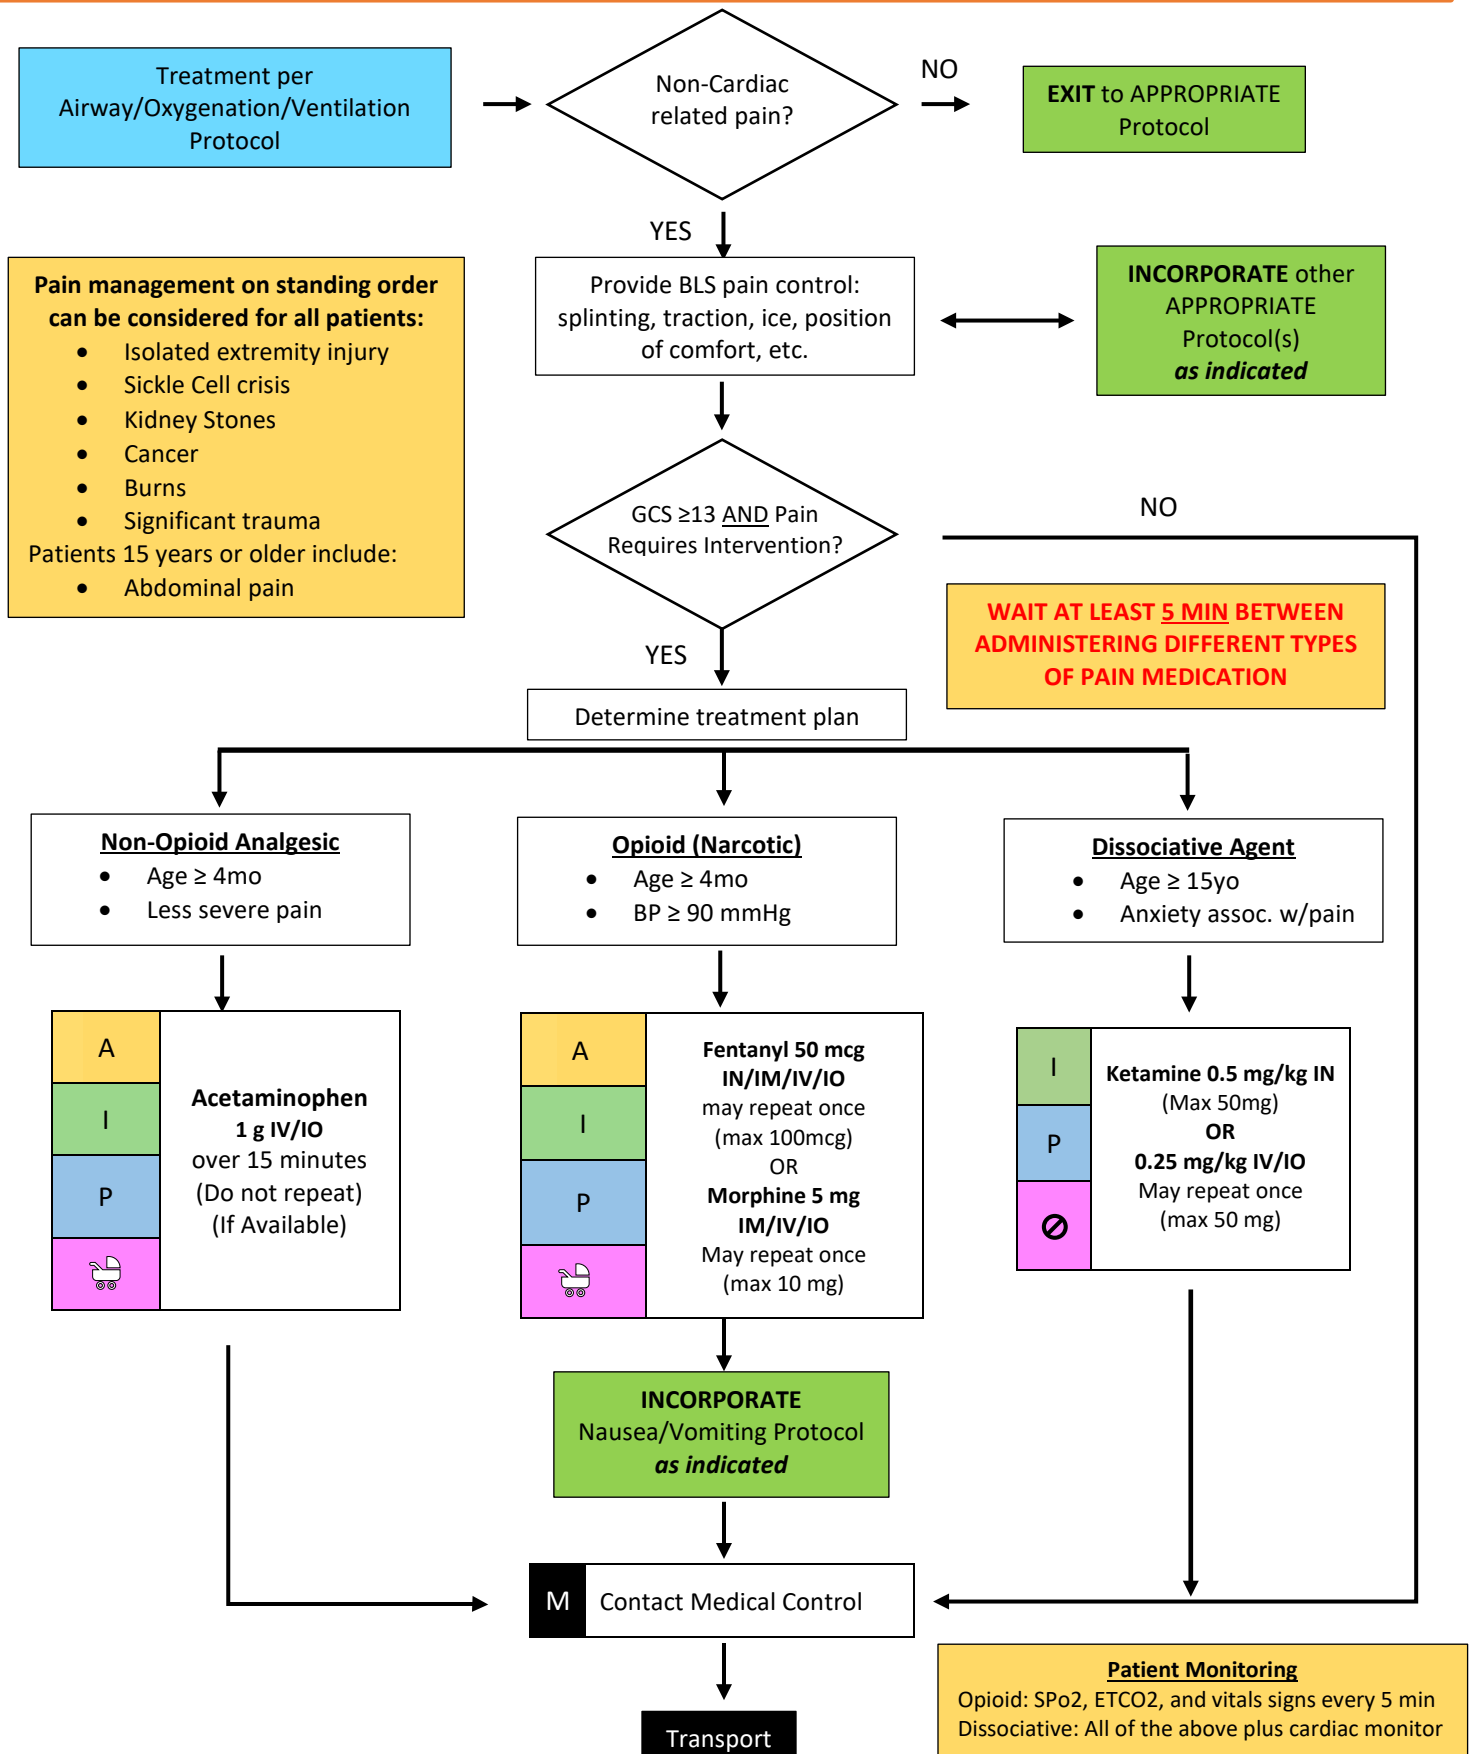 Treatment per
Airway/Oxygenation/Ventilation
Protocol
Non-Cardiac
related pain?
NO
EXIT to APPROPRIATE
Protocol
YES
Pain management on standing order
can be considered for all patients:
• Isolated extremity injury
• Sickle Cell crisis
• Kidney Stones
• Cancer
• Burns
• Significant trauma
Patients 15 years or older include:
• Abdominal pain
Provide BLS pain control:
splinting, traction, ice, position
of comfort, etc.
INCORPORATE other
APPROPRIATE
Protocol(s)
as indicated
GCS ≥13 AND Pain
Requires Intervention?
NO
YES
WAIT AT LEAST 5 MIN BETWEEN
ADMINISTERING DIFFERENT TYPES
OF PAIN MEDICATION
Determine treatment plan
Non-Opioid Analgesic
• Age ≥ 4mo
• Less severe pain
Opioid (Narcotic)
• Age ≥ 4mo
• BP ≥ 90 mmHg
Dissociative Agent
• Age ≥ 15yo
• Anxiety assoc. w/pain
A
I
P
Acetaminophen
1 g IV/IO
over 15 minutes
(Do not repeat)
(If Available)
A
I
P
Fentanyl 50 mcg
IN/IM/IV/IO
may repeat once
(max 100mcg)
OR
Morphine 5 mg
IM/IV/IO
May repeat once
(max 10 mg)
I
P
Ketamine 0.5 mg/kg IN
(Max 50mg)
OR
0.25 mg/kg IV/IO
May repeat once
(max 50 mg)
INCORPORATE
Nausea/Vomiting Protocol
as indicated
M Contact Medical Control
Transport
Patient Monitoring
Opioid: SPo2, ETCO2, and vitals signs every 5 min
Dissociative: All of the above plus cardiac monitor